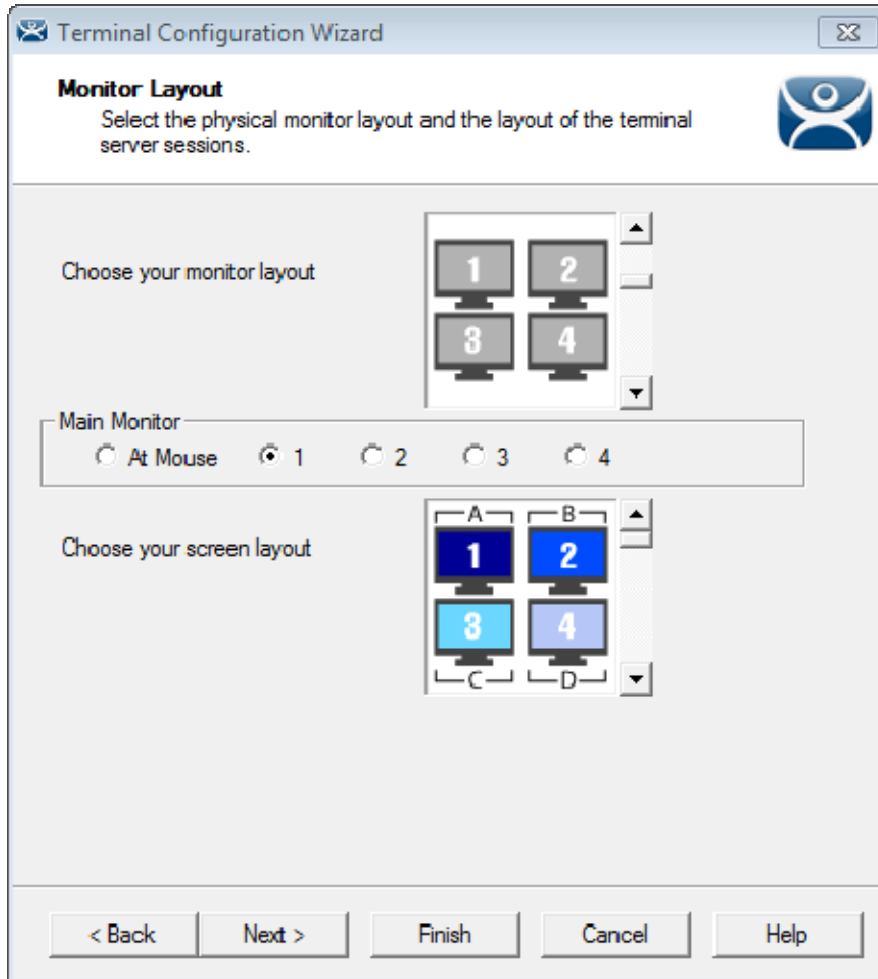 Terminal Configuration Wizard
Monitor Layout
Select the physical monitor layout and the layout of the terminal
server sessions.
Choose your monitor layout
1 2
3 4
Main Monitor
At Mouse 1 2 3 4
Choose your screen layout
A B
1 2
3 4
C D
< Back Next > Finish Cancel Help